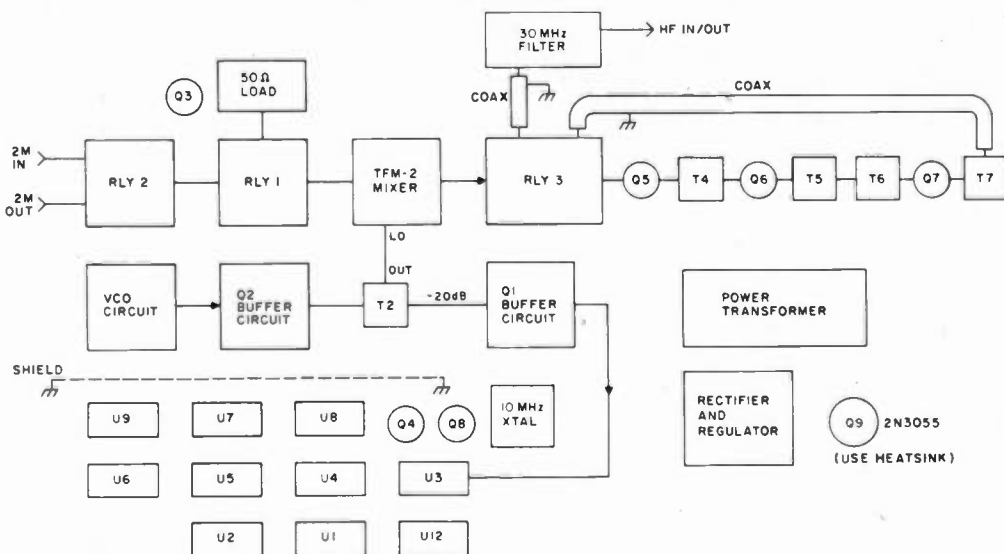 30 MHz
FILTER
HF IN/OUT
Q3
50Ω
LOAD
COAX
COAX
2M
IN
2M
OUT
RLY 2
RLY 1
TFM-2
MIXER
RLY 3
Q5
T4
Q6
T5
T6
Q7
T7
LO
OUT
VCO
CIRCUIT
Q2
BUFFER
CIRCUIT
T2
-20dB
Q1
BUFFER
CIRCUIT
POWER
TRANSFORMER
SHIELD
U9
U7
U8
Q4
Q8
10 MHz
XTAL
RECTIFIER
AND
REGULATOR
Q9
2N3055
(USE HEATSINK)
U6
U5
U4
U3
U2
U1
U12